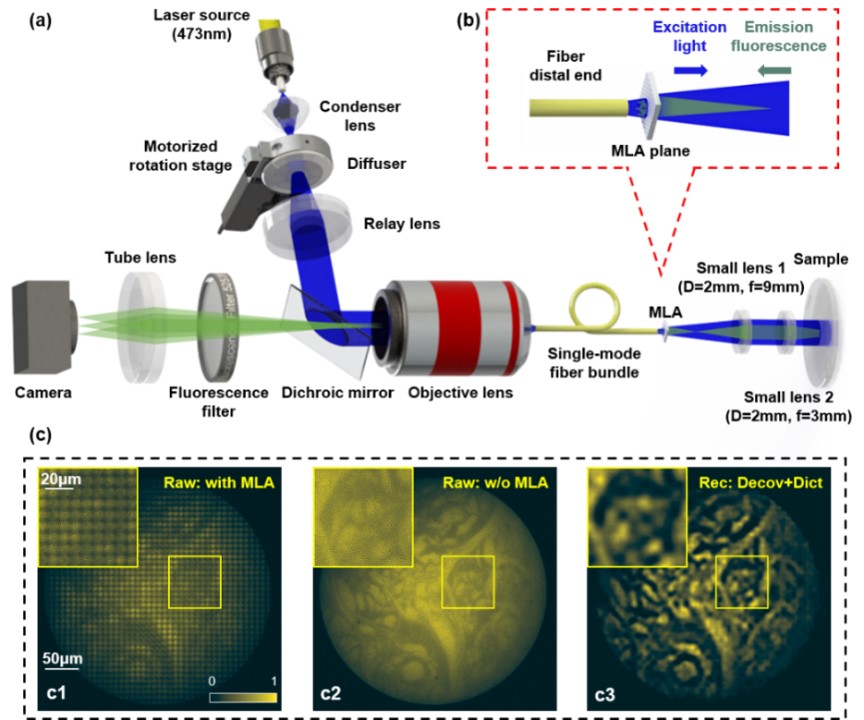 (a)
Laser source
(473nm)
Condenser
lens
Motorized
rotation stage
Diffuser
Relay lens
Tube lens
Camera
Fluorescence
filter
Dichroic mirror
Objective lens
Single-mode
fiber bundle
MLA
Small lens 1
(D=2mm, f=9mm)
Sample
Small lens 2
(D=2mm, f=3mm)
(b)
Excitation
light
Emission
fluorescence
Fiber
distal end
MLA plane
(c)
20μm
Raw: with MLA
50μm
0 1
c1
Raw: w/o MLA
c2
Rec: Decov+Dict
c3